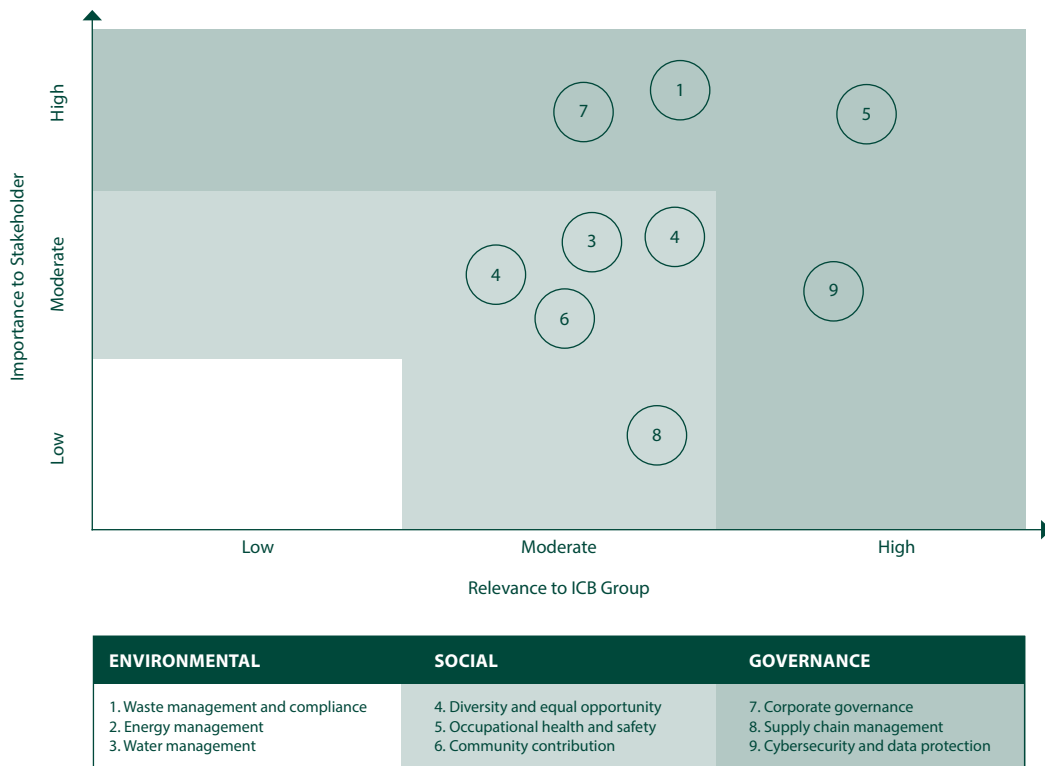 High
Moderate
Low
Importance to Stakeholder
1
7
5
3
4
4
9
6
8
Low
Moderate
High
Relevance to ICB Group
ENVIRONMENTAL
1. Waste management and compliance
2. Energy management
3. Water management
SOCIAL
4. Diversity and equal opportunity
5. Occupational health and safety
6. Community contribution
GOVERNANCE
7. Corporate governance
8. Supply chain management
9. Cybersecurity and data protection